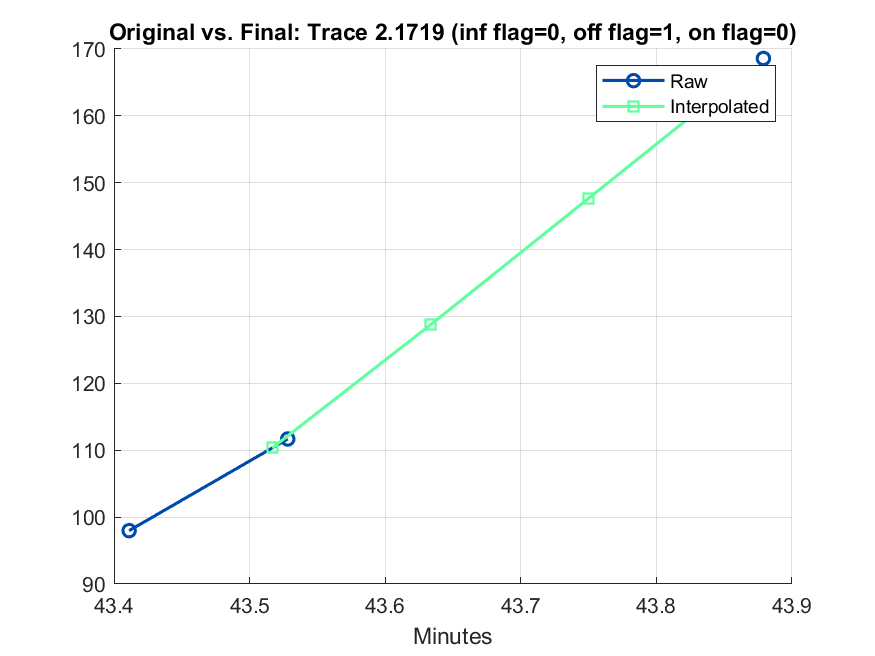 Original vs. Final: Trace 2.1719 (inf flag=0, off flag=1, on flag=0)
170
160
150
140
130
120
110
100
90
Raw
Interpolated
43.4 43.5 43.6 43.7 43.8 43.9
Minutes